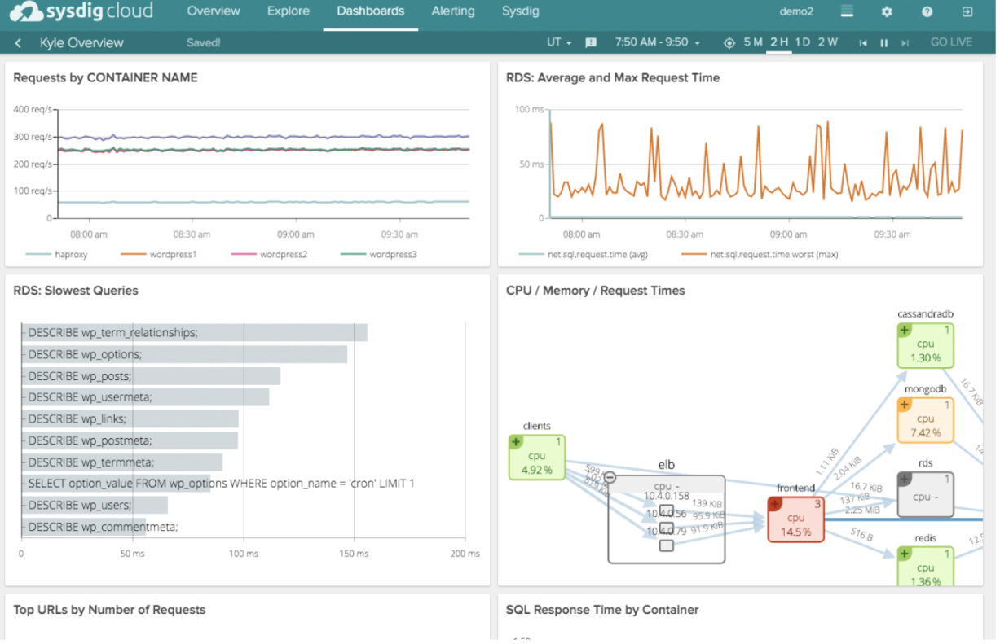 sysdig cloud
Overview Explore Dashboards Alerting Sysdig
demo2
Kyle Overview Saved!
UT 7:50 AM - 9:50 5 M 2 H 1 D 2 W GO LIVE
Requests by CONTAINER NAME
400 req/s
300 req/s
200 req/s
100 req/s
0
08:00 am 08:30 am 09:00 am 09:30 am
haproxy wordpress1 wordpress2 wordpress3
RDS: Average and Max Request Time
100 ms
50 ms
0
08:00 am 08:30 am 09:00 am 09:30 am
net.sql.request.time (avg) net.sql.request.time.worst (max)
RDS: Slowest Queries
DESCRIBE wp_term_relationships;
DESCRIBE wp_options;
DESCRIBE wp_posts;
DESCRIBE wp_usermeta;
DESCRIBE wp_links;
DESCRIBE wp_postmeta;
DESCRIBE wp_termmeta;
SELECT option_value FROM wp_options WHERE option_name = 'cron' LIMIT 1
DESCRIBE wp_users;
DESCRIBE wp_commentmeta;
0 50 ms 100 ms 150 ms 200 ms
CPU / Memory / Request Times
cassandradb
1
cpu
1.30 %
16.7 KiB
mongodb
1
cpu
7.42 %
clients
1
cpu
4.92 %
elb
cpu -
10.4.0.158
10.4.0.56
10.4.0.79
139 KiB
95.9 KiB
91.9 KiB
frontend
3
cpu
14.5 %
1.11 KiB
2.04 KiB
16.7 KiB
137 KiB
2.25 MiB
516 B
rds
1
cpu -
redis
1
cpu
1.36 %
12.5
Top URLs by Number of Requests
SQL Response Time by Container